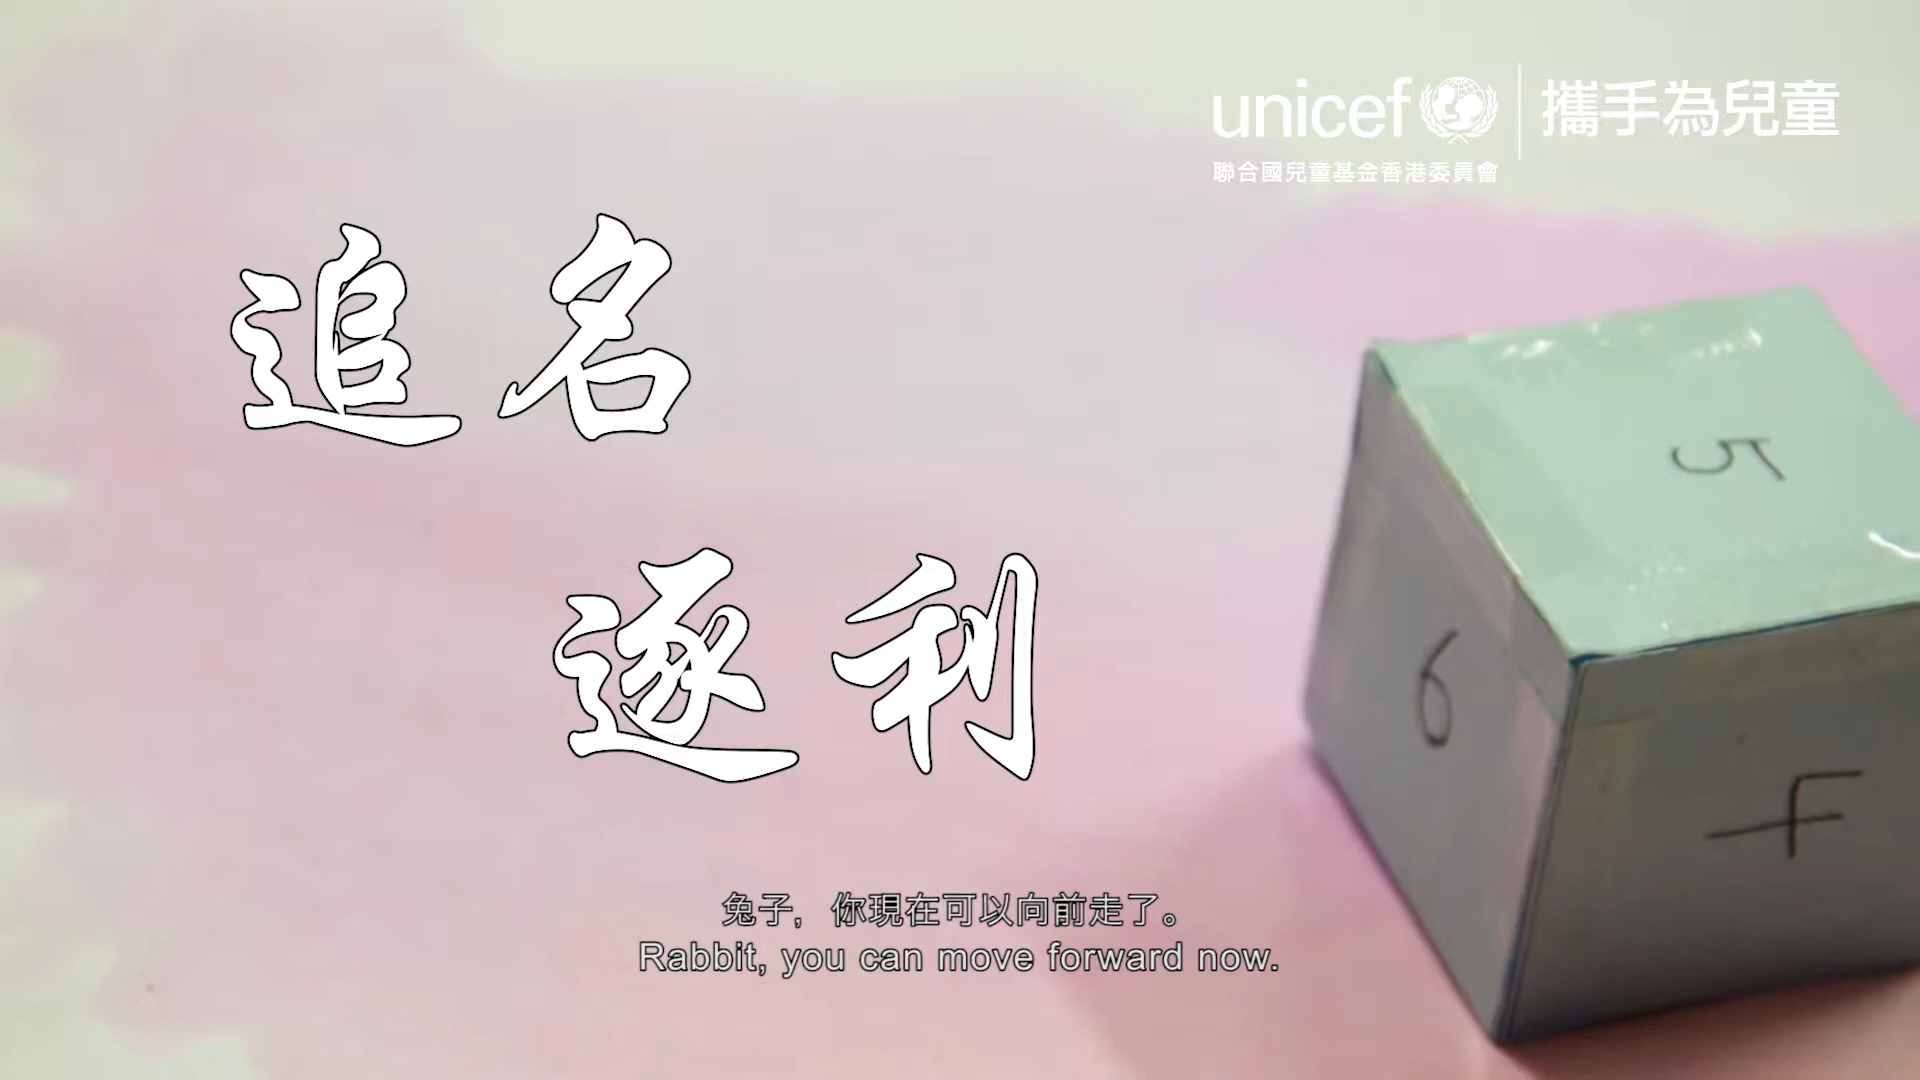 unicef 攜手為兒童
聯合國兒童基金香港委員會
追名
逐利
5
6
4
兔子，你現在可以向前走了。
Rabbit, you can move forward now.